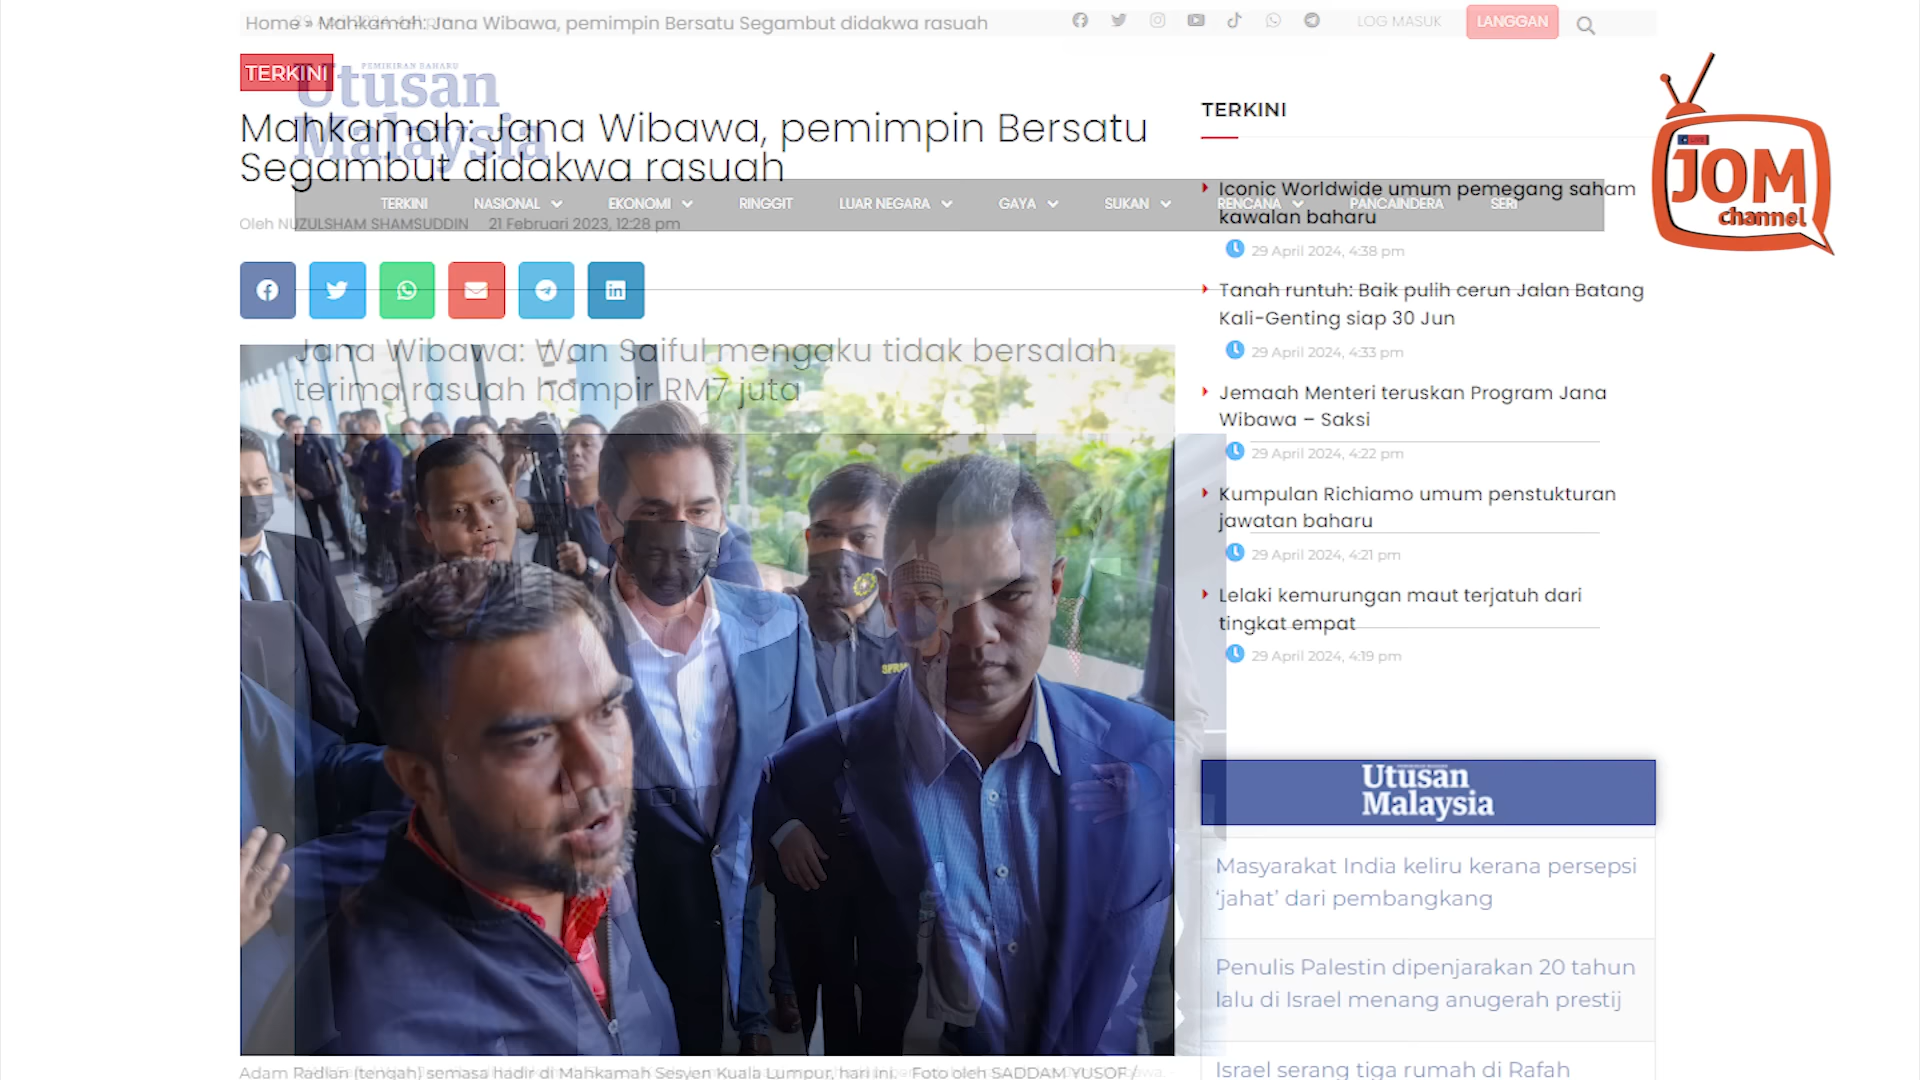 Home » Mahkamah: Jana Wibawa, pemimpin Bersatu Segambut didakwa rasuah
LOG MASUK
LANGGAN
TERKINI
PEMIKIRAN BAHARU
Utusan
Malaysia
Mahkamah: Jana Wibawa, pemimpin Bersatu
Segambut didakwa rasuah
TERKINI NASIONAL EKONOMI RINGGIT LUAR NEGARA GAYA SUKAN RENCANA PANCAINDERA SERI
Oleh NUZULSHAM SHAMSUDDIN 21 Februari 2023, 12:28 pm
Jana Wibawa: Wan Saiful mengaku tidak bersalah
terima rasuah hampir RM7 juta
SPRM
Adam Radlan (tengah) semasa hadir di Mahkamah Sesyen Kuala Lumpur, hari ini. - Foto oleh SADDAM YUSOF/
TERKINI
Iconic Worldwide umum pemegang saham
kawalan baharu
29 April 2024, 4:38 pm
Tanah runtuh: Baik pulih cerun Jalan Batang
Kali-Genting siap 30 Jun
29 April 2024, 4:33 pm
Jemaah Menteri teruskan Program Jana
Wibawa – Saksi
29 April 2024, 4:22 pm
Kumpulan Richiamo umum penstukturan
jawatan baharu
29 April 2024, 4:21 pm
Lelaki kemurungan maut terjatuh dari
tingkat empat
29 April 2024, 4:19 pm
Utusan
Malaysia
Masyarakat India keliru kerana persepsi
‘jahat’ dari pembangkang
Penulis Palestin dipenjarakan 20 tahun
lalu di Israel menang anugerah prestij
Israel serang tiga rumah di Rafah
JOM
channel